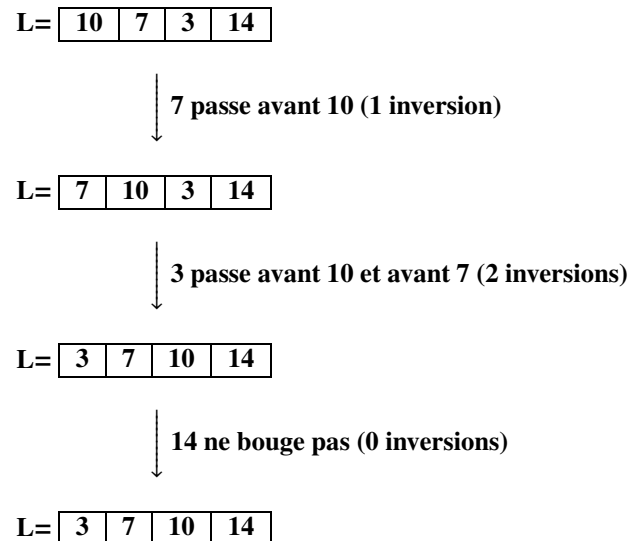 L= 10 7 3 14
7 passe avant 10 (1 inversion)
L= 7 10 3 14
3 passe avant 10 et avant 7 (2 inversions)
L= 3 7 10 14
14 ne bouge pas (0 inversions)
L= 3 7 10 14